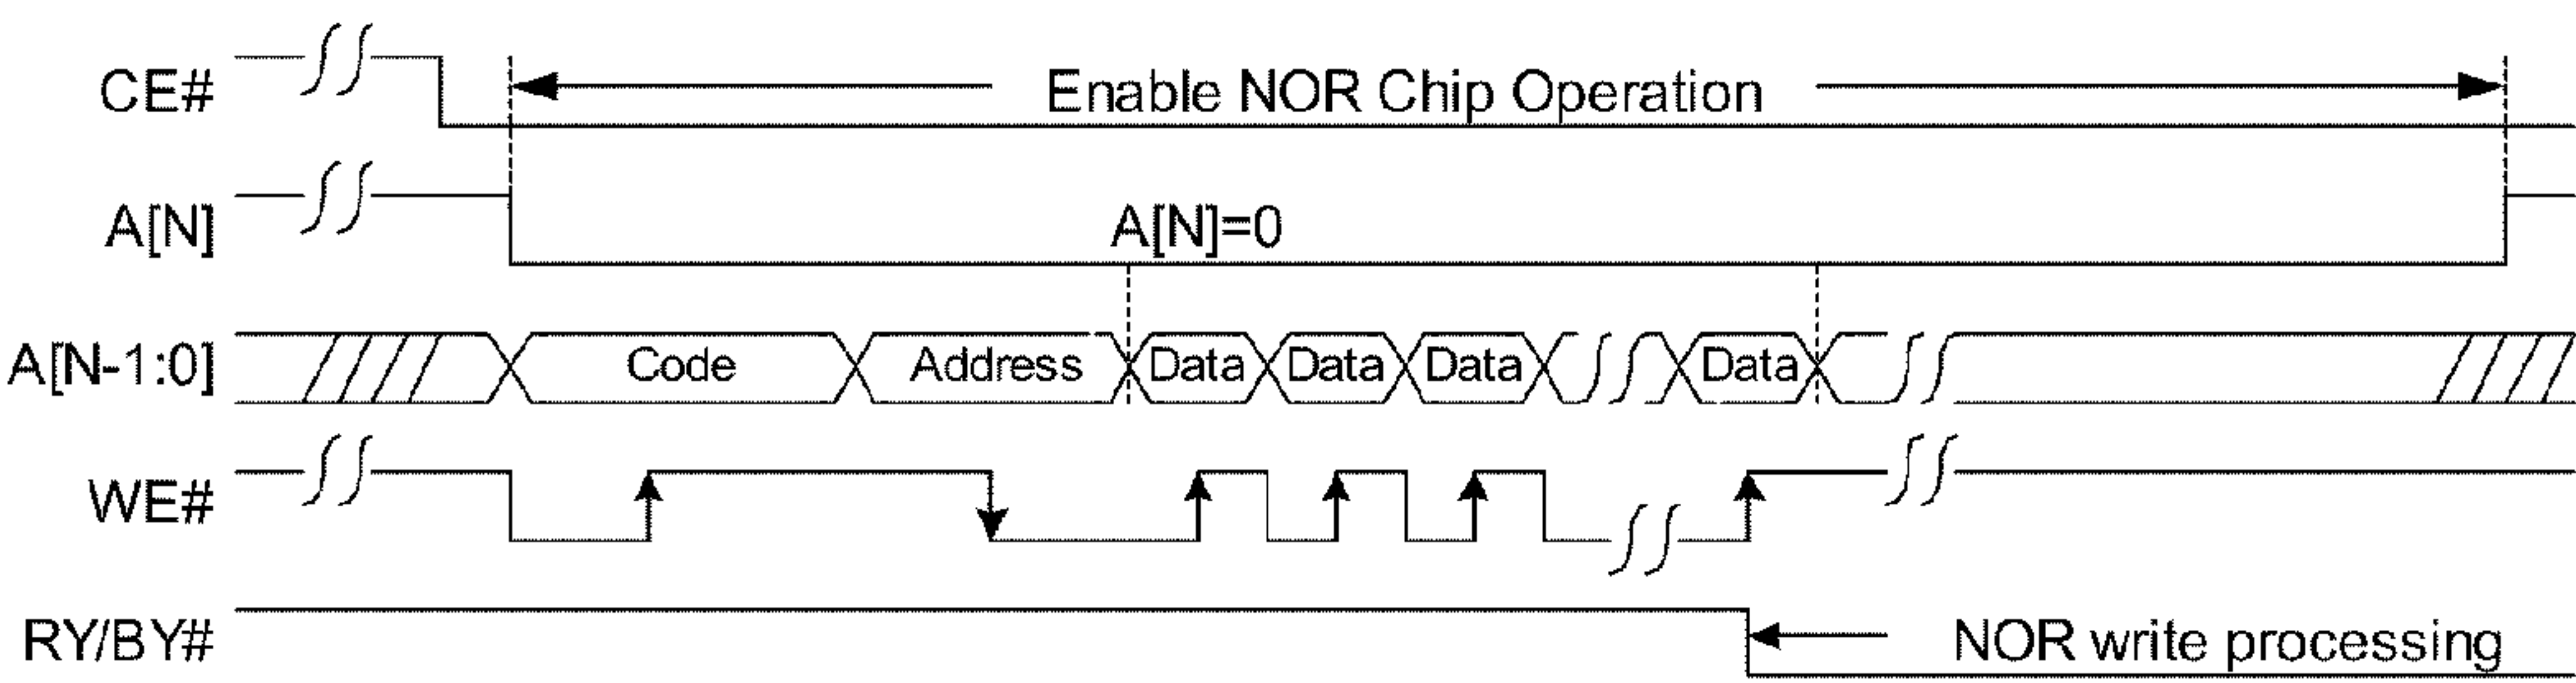 CE# Enable NOR Chip Operation
A[N] A[N]=0
A[N-1:0] Code Address Data Data Data Data
WE#
RY/BY# NOR write processing